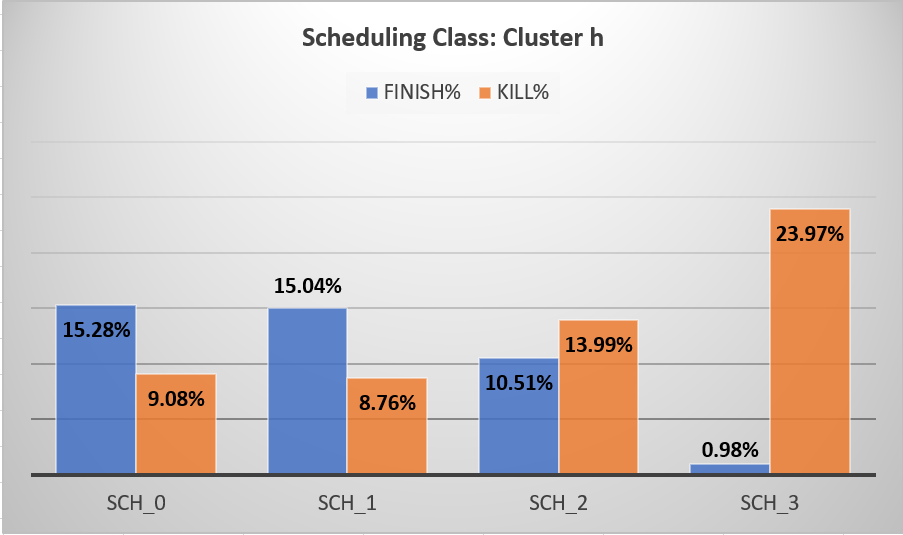 Scheduling Class: Cluster h
FINISH% KILL%
15.28% 9.08% 15.04% 8.76% 10.51% 13.99% 0.98% 23.97%
SCH_0 SCH_1 SCH_2 SCH_3